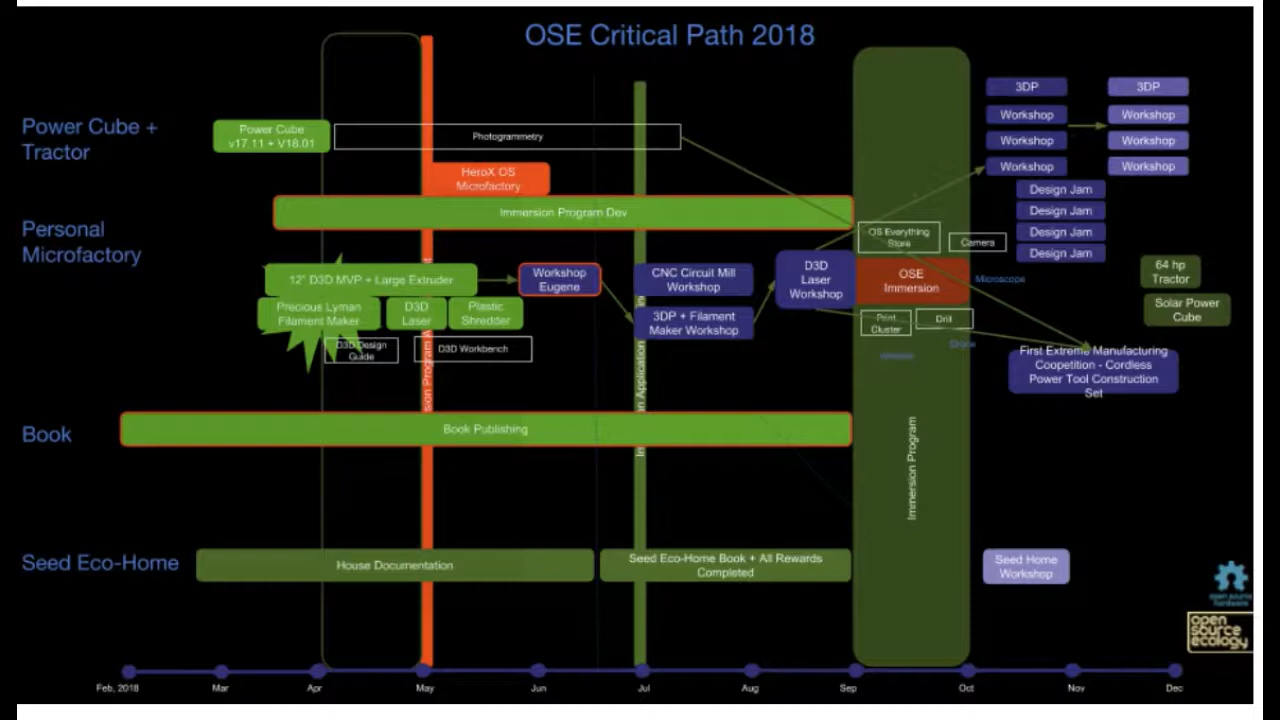 OSE Critical Path 2018
Power Cube +
Tractor
Power Cube
v17.11 + V18.01
Photogrammetry
HeroX OS
Microfactory
Immersion Program Dev
Personal
Microfactory
12" D3D MVP + Large Extruder
Workshop
Eugene
Precious Lyman
Filament Maker
D3D
Laser
Plastic
Shredder
D3D Design
Guide
D3D Workbench
CNC Circuit Mill
Workshop
3DP + Filament
Maker Workshop
D3D
Laser
Workshop
OS Everything
Store
Camera
OSE
Immersion
Microscope
Print
Cluster
Drill
3DP
Workshop
Workshop
Workshop
3DP
Workshop
Workshop
Workshop
Design Jam
Design Jam
Design Jam
Design Jam
64 hp
Tractor
Solar Power
Cube
First Extreme Manufacturing
Coopetition - Cordless
Power Tool Construction
Set
Immersion Program
Book
Book Publishing
Seed Eco-Home
House Documentation
Seed Eco-Home Book + All Rewards
Completed
Seed Home
Workshop
open source
hardware
open
source
ecology
Feb, 2018
Mar
Apr
May
Jun
Jul
Aug
Sep
Oct
Nov
Dec